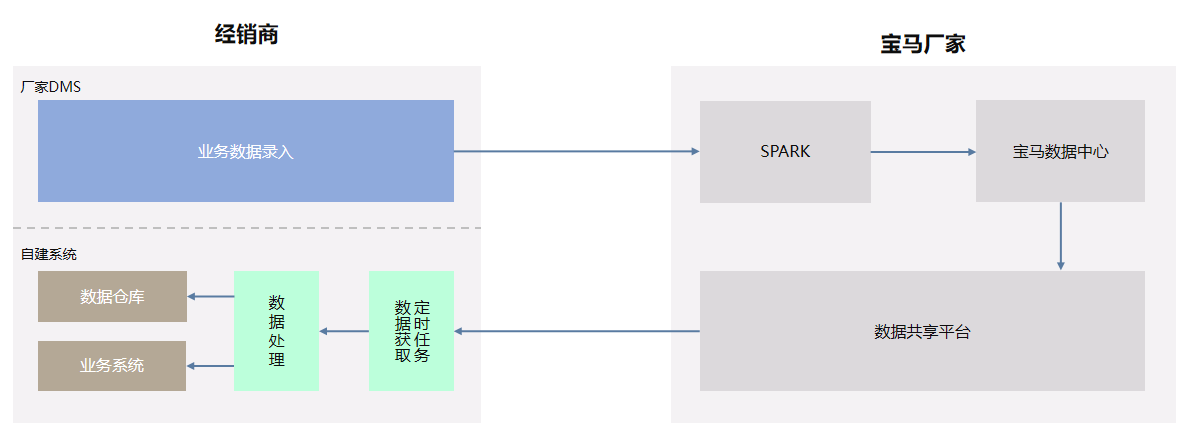 经销商
宝马厂家
厂家DMS
业务数据录入
SPARK
宝马数据中心
自建系统
数据仓库
业务系统
数据处理
定时任务
数据获取
数据共享平台